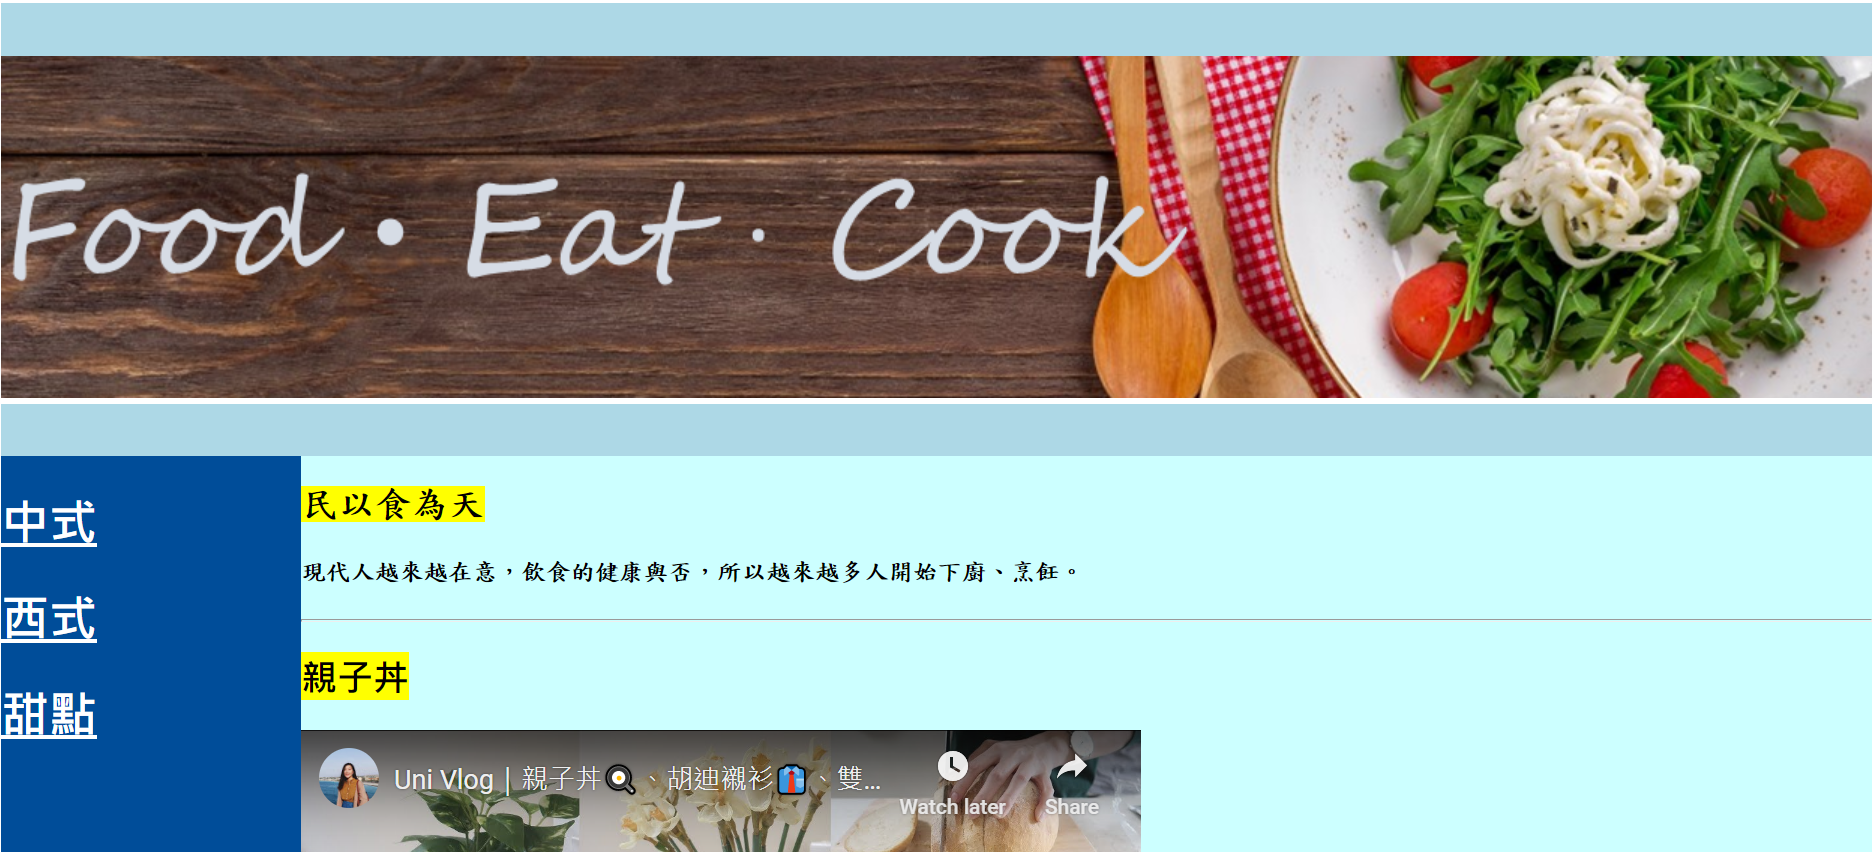 Food • Eat · Cook
中式
西式
甜點
民以食為天
現代人越來越在意，飲食的健康與否，所以越來越多人開始下廚、烹飪。
親子丼
Uni Vlog | 親子丼🍳、胡迪襯衫👔、雙...
Watch later
Share